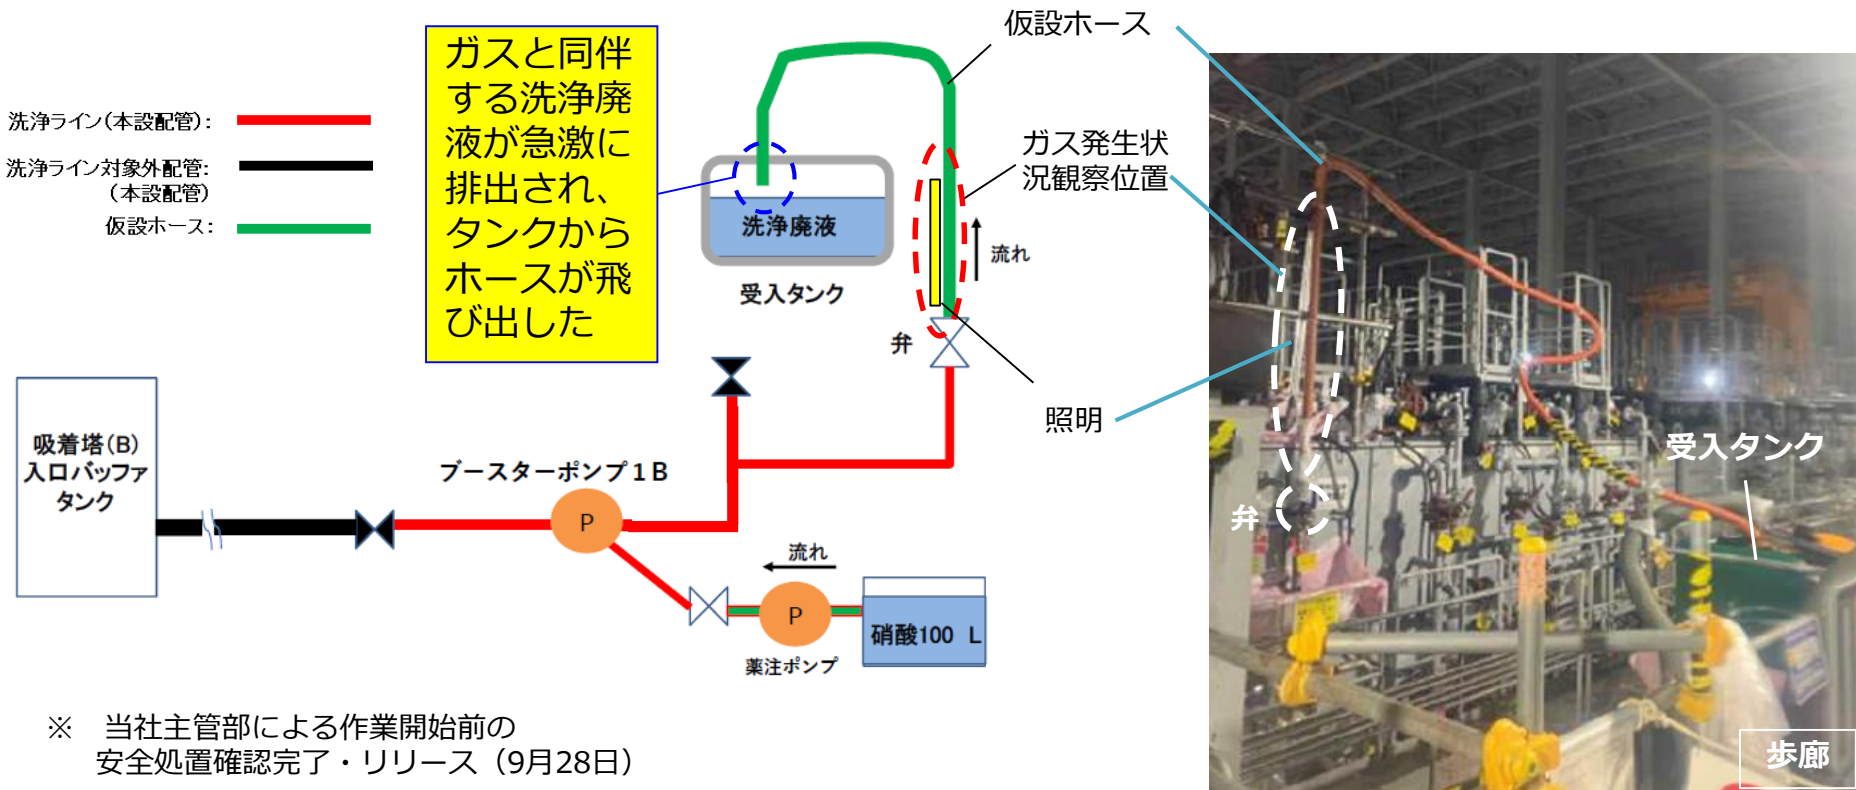 ガスと同伴
する洗浄廃
液が急激に
排出され、
タンクから
ホースが飛
び出した
洗浄ライン(本設配管):
洗浄ライン対象外配管:
(本設配管)
仮設ホース:
仮設ホース
ガス発生状
況観察位置
照明
洗浄廃液
受入タンク
流れ
弁
吸着塔(B)
入口バッファ
タンク
ブースターポンプ1B
P
流れ
P
薬注ポンプ
硝酸100 L
受入タンク
弁
歩廊
※ 当社主管部による作業開始前の
安全処置確認完了・リリース(9月28日)